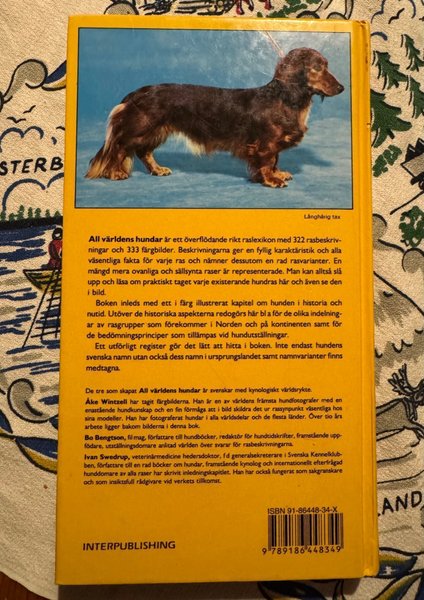 STERB
Långhårig tax
All världens hundar är ett överflödande rikt raslexikon med 322 rasbeskriv-
ningar och 333 färgbilder. Beskrivningarna ger en fyllig karaktäristik och alla
väsentliga fakta för varje ras och nämner dessutom en rad rasvarianter. En
mängd mera ovanliga och sällsynta raser är representerade. Man kan alltså slå
upp och läsa om praktiskt taget varje existerande hundras här och även se den
i bild.
Boken inleds med ett i färg illustrerat kapitel om hunden i historia och
nutid. Utöver de historiska aspekterna redogörs här bl a för de olika indelning-
ar av rasgrupper som förekommer i Norden och på kontinenten samt för
de bedömningsprinciper som tillämpas vid hundutställningar.
Ett utförligt register gör det lätt att hitta i boken. Inte endast hundens
svenska namn utan också dess namn i ursprungslandet samt namnvarianter finns
medtagna.
De tre som skapat All världens hundar är svenskar med kynologiskt världsrykte.
Åke Wintzell har tagit färgbilderna. Han är en av världens främsta hundfotografer med en
enastående hundkunskap och en fin förmåga att i bild skildra det ur rassynpunkt väsentliga hos
sina modeller. Han har fotograferat hundar i alla världsdelar och de flesta länder. Över tio års
arbete ligger bakom bilderna i denna bok.
Bo Bengtson, fil mag, författare till hundböcker, redaktör för hundtidskrifter, framstående upp-
födare, utställningsdomare ankitad världen över svarar för rasbeskrivningarna.
Ivan Swedrup, veterinärmedicine hedersdoktor, f d generalsekreterare i Svenska Kennelklub-
ben, författare till en rad böcker om hundar, framstående kynolog och internationellt efterfrågad
hunddomare av alla raser har skrivit inledningskapitlet. Han har också fungerat som sakgranskare
och som insiktsfull rådgivare vid verkets tillkomst.
ISBN 91-86448-34-X
9 789186 448349
INTERPUBLISHING
LAND